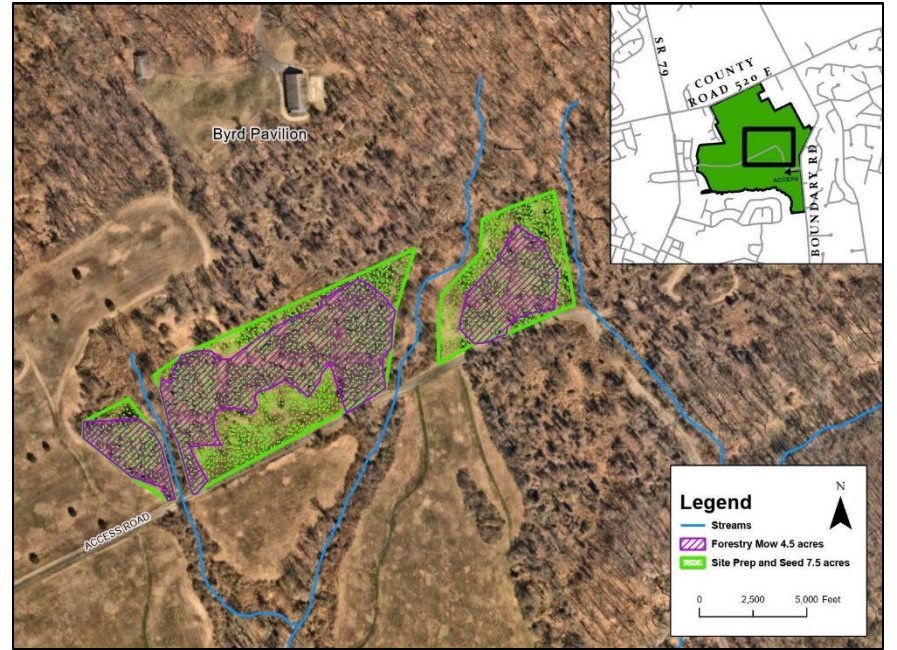 Byrd Pavilion
ACCESS ROAD
SR 79
COUNTY
ROAD 520 E
ACCESS
BOUNDARY RD
Legend
N
Streams
Forestry Mow 4.5 acres
Site Prep and Seed 7.5 acres
0 2,500 5,000 Feet